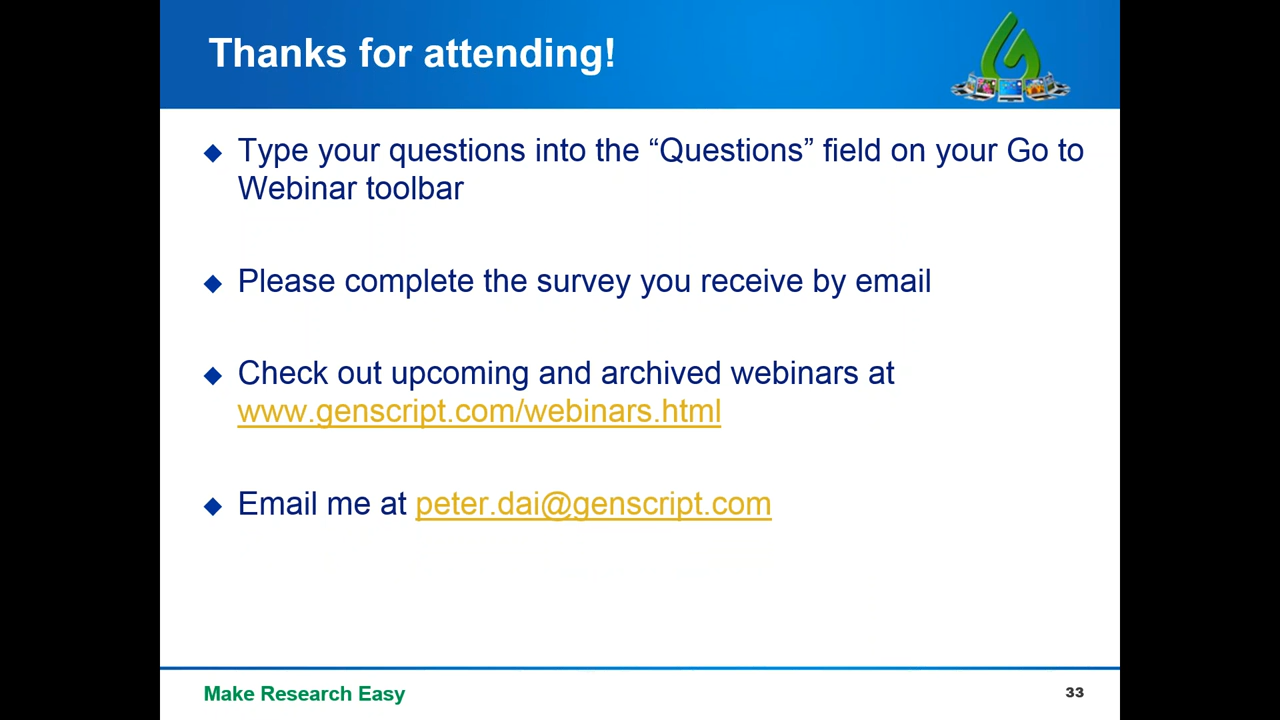 Thanks for attending!
Type your questions into the “Questions” field on your Go to
Webinar toolbar
Please complete the survey you receive by email
Check out upcoming and archived webinars at
www.genscript.com/webinars.html
Email me at peter.dai@genscript.com
Make Research Easy
33